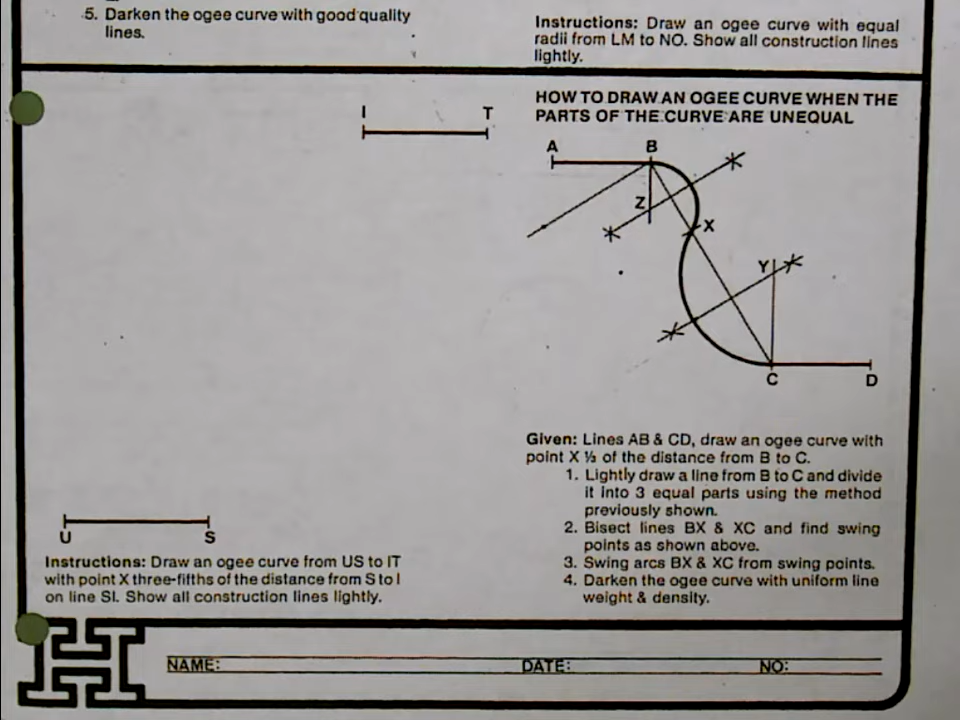 5. Darken the ogee curve with good quality
lines.
Instructions: Draw an ogee curve with equal
radii from LM to NO. Show all construction lines
lightly.
I T
HOW TO DRAW AN OGEE CURVE WHEN THE
PARTS OF THE CURVE ARE UNEQUAL
A B
Z
X
Y
C D
Given: Lines AB & CD, draw an ogee curve with
point X ⅓ of the distance from B to C.
1. Lightly draw a line from B to C and divide
it into 3 equal parts using the method
previously shown.
2. Bisect lines BX & XC and find swing
points as shown above.
3. Swing arcs BX & XC from swing points.
4. Darken the ogee curve with uniform line
weight & density.
U S
Instructions: Draw an ogee curve from US to IT
with point X three-fifths of the distance from S to I
on line SI. Show all construction lines lightly.
NAME: DATE: NO: